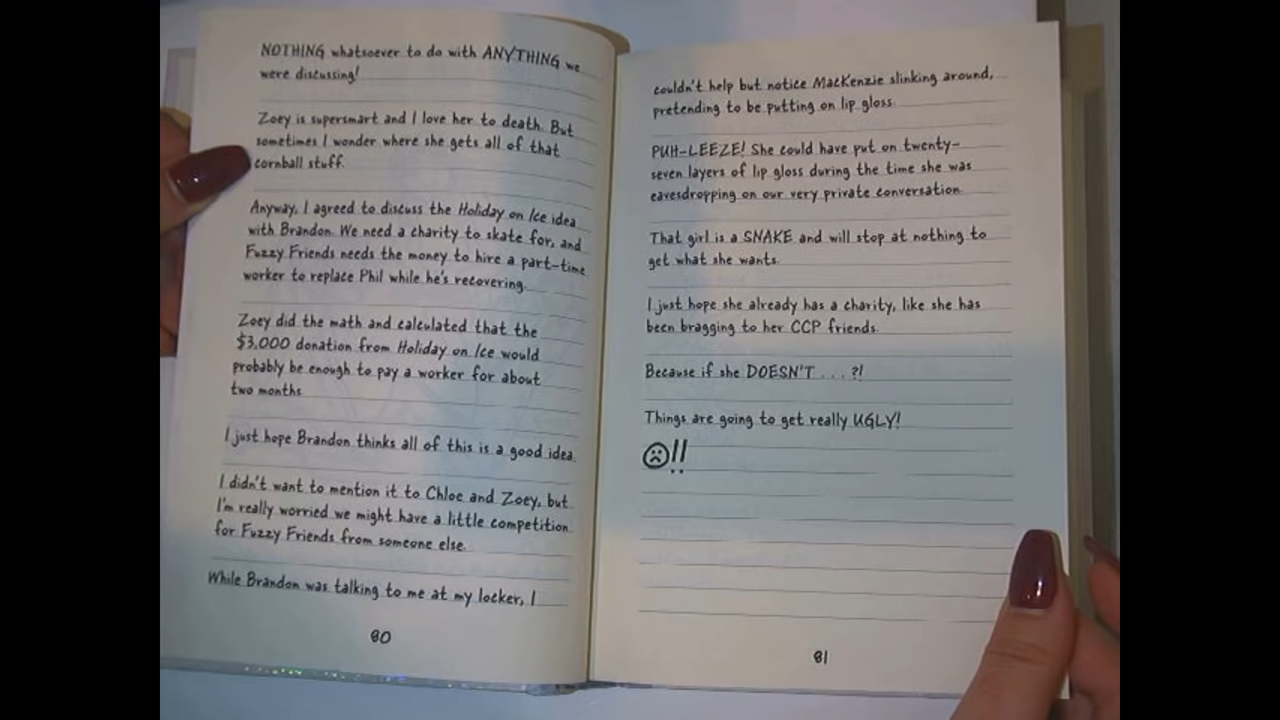 NOTHING whatsoever to do with ANYTHING we
were discussing!
Zoey is supersmart and I love her to death. But
sometimes I wonder where she gets all of that
cornball stuff.
Anyway, I agreed to discuss the Holiday on Ice idea
with Brandon. We need a charity to skate for, and
Fuzzy Friends needs the money to hire a part-time
worker to replace Phil while he's recovering.
Zoey did the math and calculated that the
$3,000 donation from Holiday on Ice would
probably be enough to pay a worker for about
two months.
I just hope Brandon thinks all of this is a good idea.
I didn't want to mention it to Chloe and Zoey, but
I'm really worried we might have a little competition
for Fuzzy Friends from someone else.
While Brandon was talking to me at my locker, I
80
couldn't help but notice MacKenzie slinking around,
pretending to be putting on lip gloss.
PUH-LEEZE! She could have put on twenty-
seven layers of lip gloss during the time she was
eavesdropping on our very private conversation.
That girl is a SNAKE and will stop at nothing to
get what she wants.
I just hope she already has a charity, like she has
been bragging to her CCP friends.
Because if she DOESN'T . . . ?!
Things are going to get really UGLY!
☹!!
81